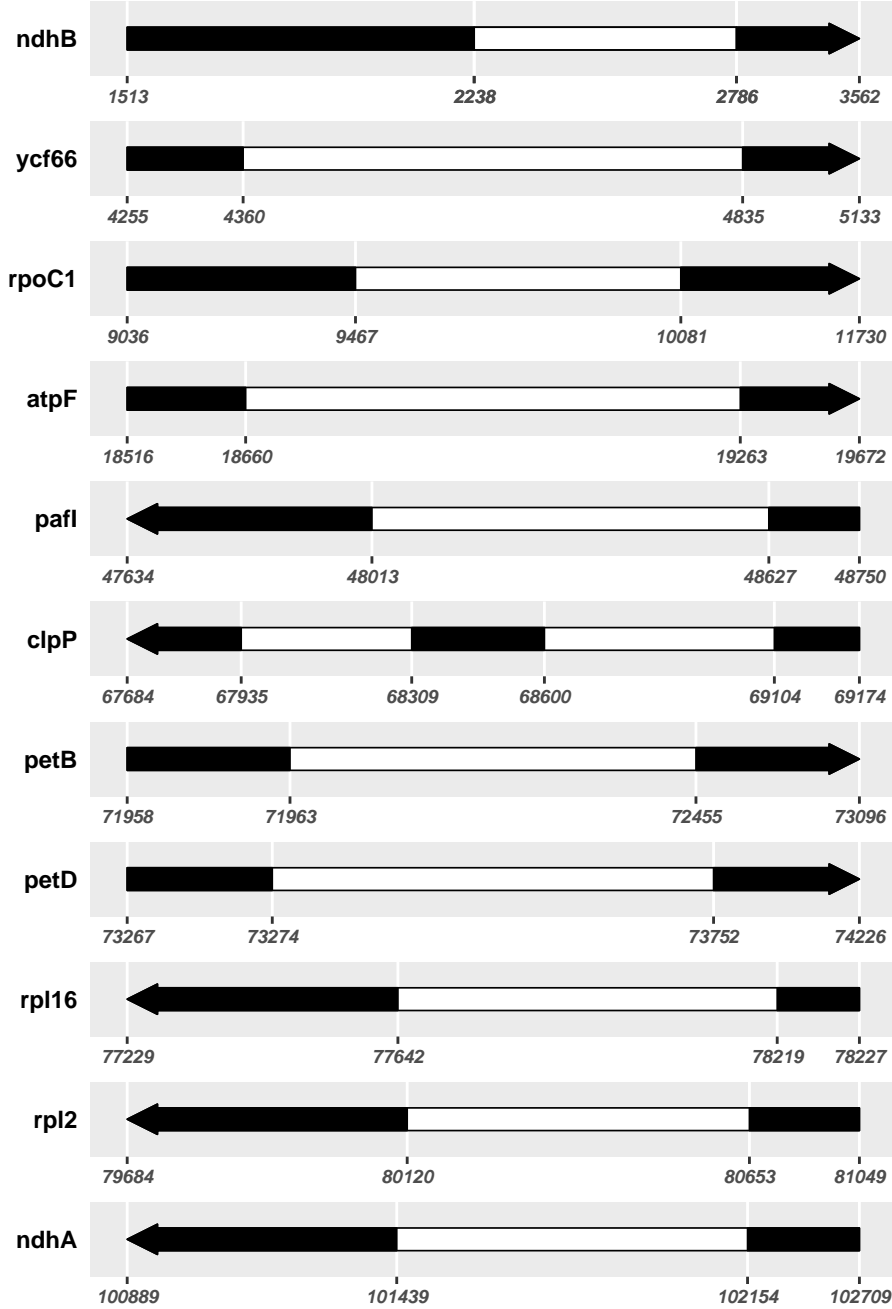 ndhB
1513 2238 2786 3562
ycf66
4255 4360 4835 5133
rpoC1
9036 9467 10081 11730
atpF
18516 18660 19263 19672
pafI
47634 48013 48627 48750
clpP
67684 67935 68309 68600 69104 69174
petB
71958 71963 72455 73096
petD
73267 73274 73752 74226
rpl16
77229 77642 78219 78227
rpl2
79684 80120 80653 81049
ndhA
100889 101439 102154 102709